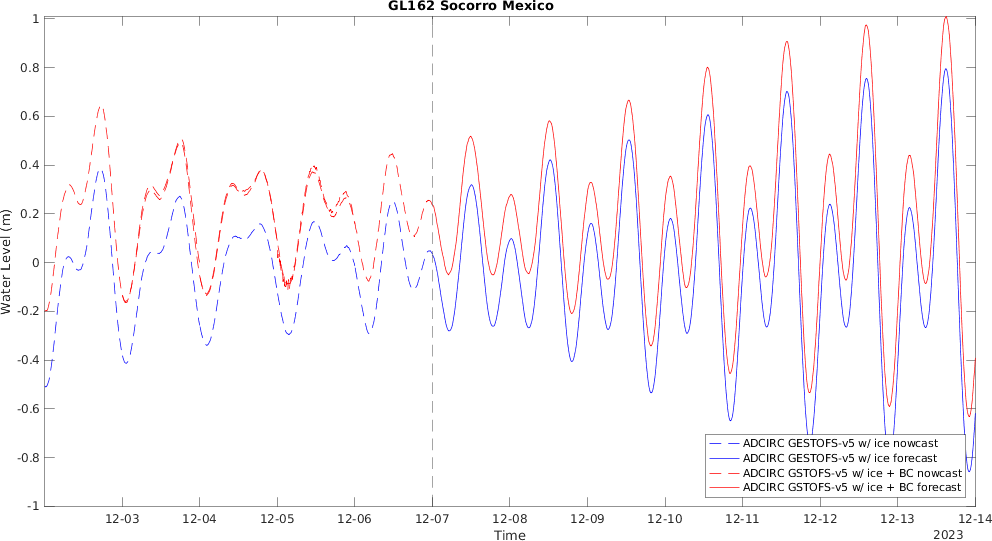 GL162 Socorro Mexico
1
0.8
0.6
0.4
0.2
0
-0.2
-0.4
-0.6
-0.8
-1
Water Level (m)
ADCIRC GESTOFS-v5 w/ ice nowcast
ADCIRC GESTOFS-v5 w/ ice forecast
ADCIRC GSTOFS-v5 w/ ice + BC nowcast
ADCIRC GSTOFS-v5 w/ ice + BC forecast
12-03 12-04 12-05 12-06 12-07 12-08 12-09 12-10 12-11 12-12 12-13 12-14
Time
2023